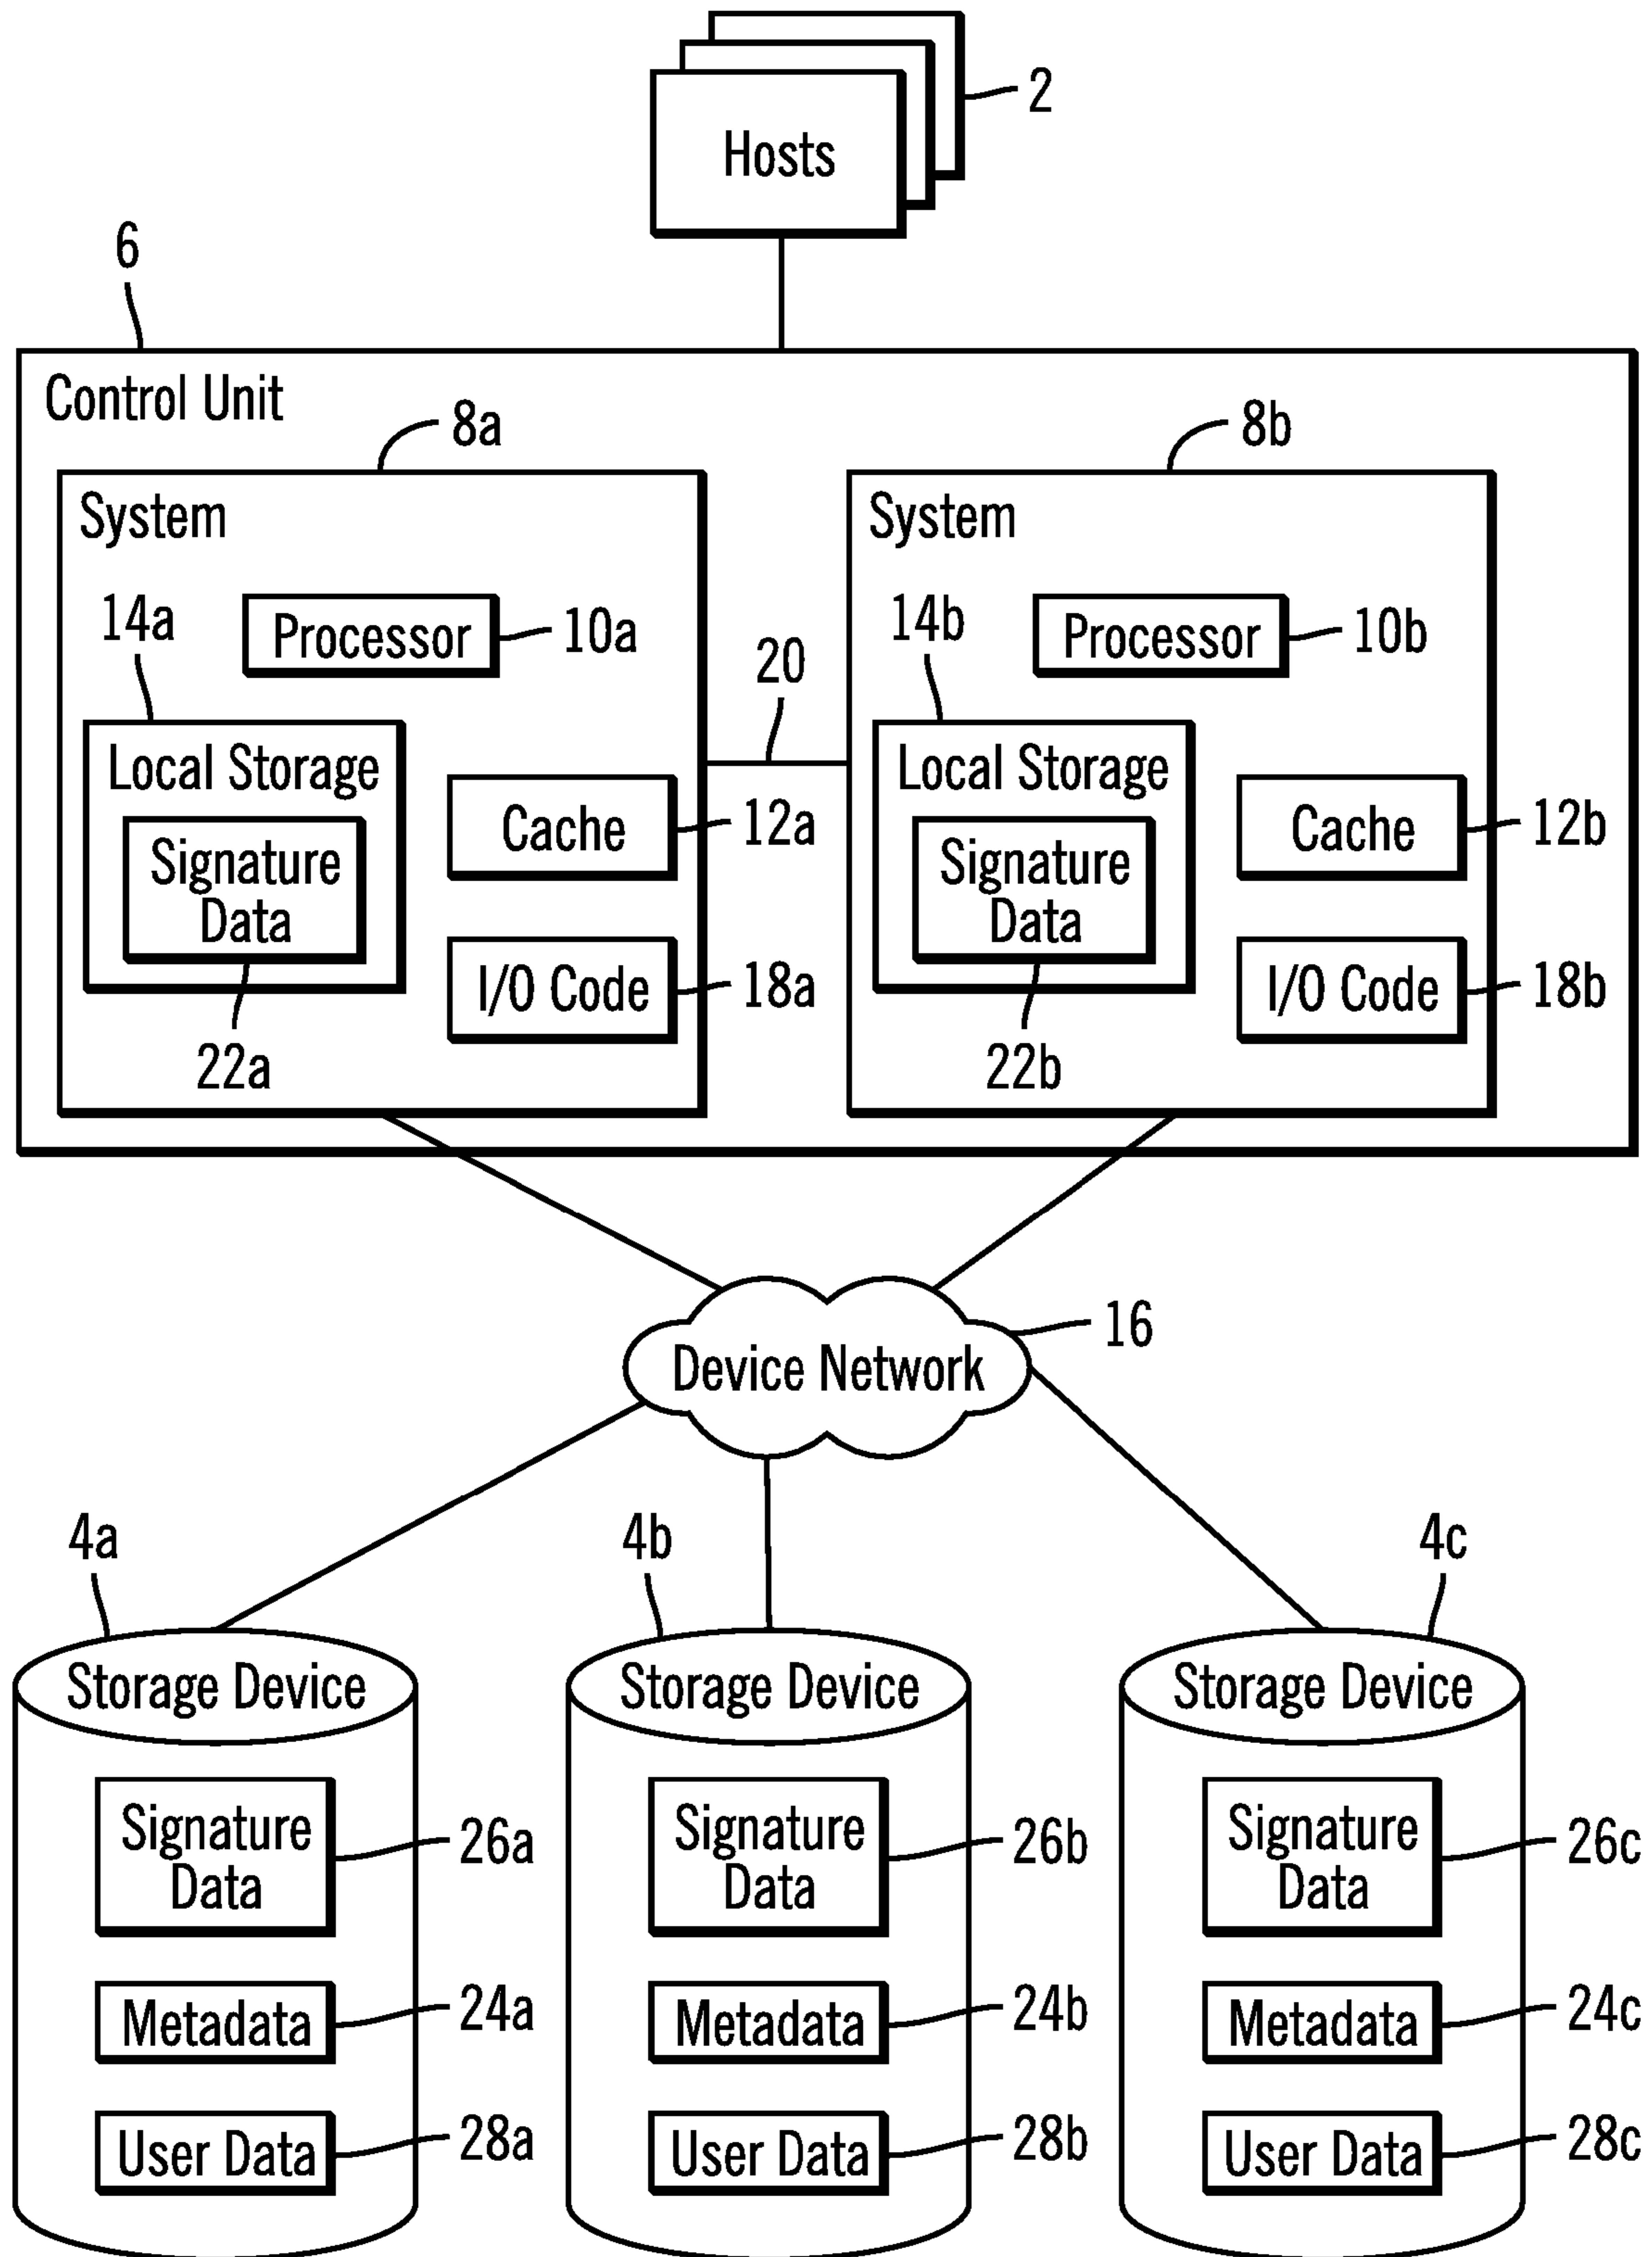 2
Hosts
6
Control Unit
8a
8b
System
System
14a
Processor
10a
14b
Processor
10b
20
Local Storage
Local Storage
Cache
12a
Cache
12b
Signature
Data
Signature
Data
I/O Code
18a
I/O Code
18b
22a
22b
16
Device Network
4a
4b
4c
Storage Device
Storage Device
Storage Device
Signature
Data
26a
Signature
Data
26b
Signature
Data
26c
Metadata
24a
Metadata
24b
Metadata
24c
User Data
28a
User Data
28b
User Data
28c